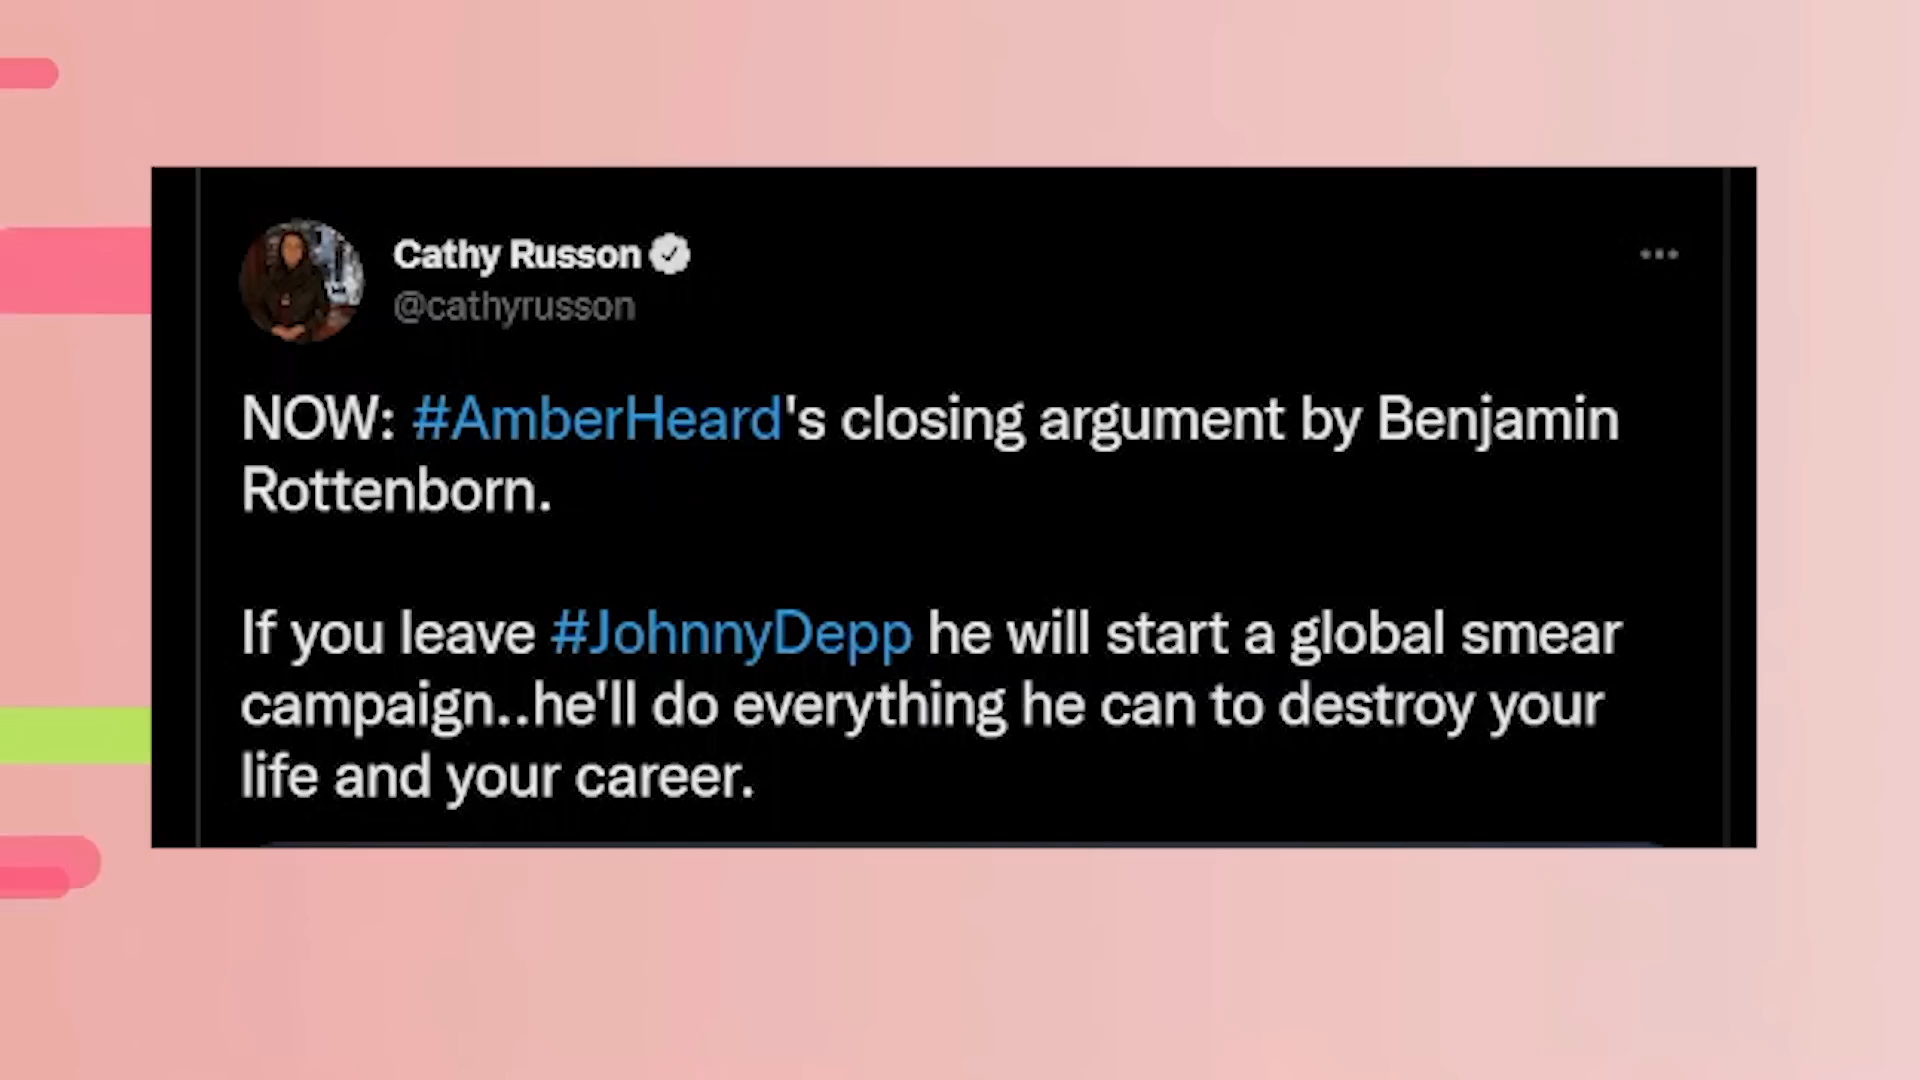 Cathy Russon
@cathyrusson
NOW: #AmberHeard's closing argument by Benjamin
Rottenborn.
If you leave #JohnnyDepp he will start a global smear
campaign..he'll do everything he can to destroy your
life and your career.